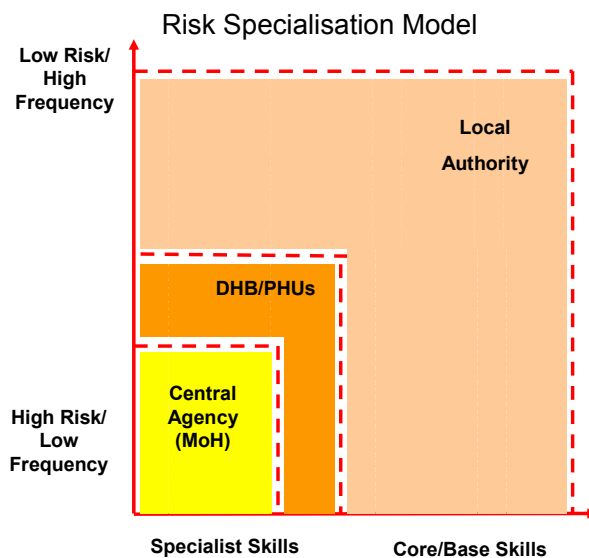 Risk Specialisation Model
Low Risk/
High
Frequency
Local
Authority
DHB/PHUs
Central
Agency
(MoH)
High Risk/
Low
Frequency
Specialist Skills
Core/Base Skills